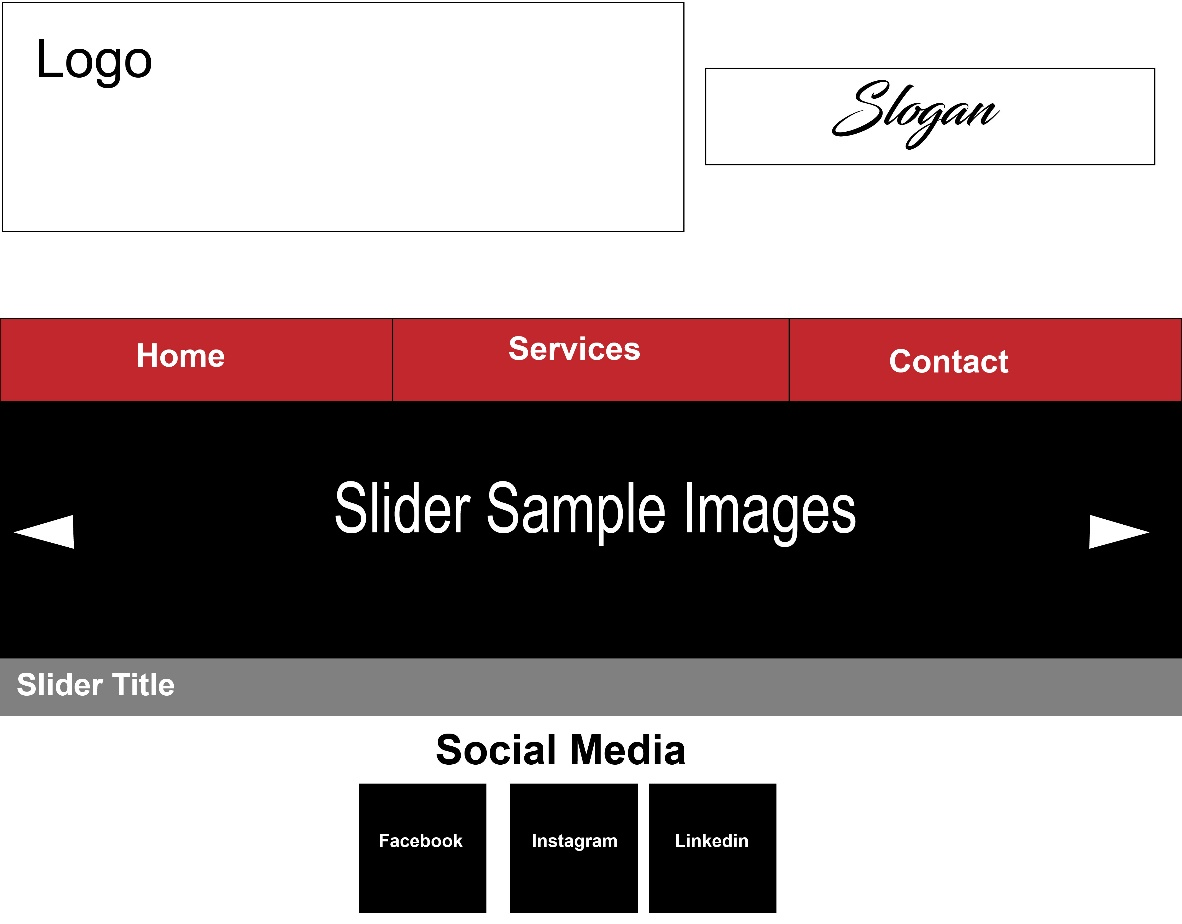 Logo
Slogan
Home
Services
Contact
Slider Sample Images
Slider Title
Social Media
Facebook
Instagram
Linkedin